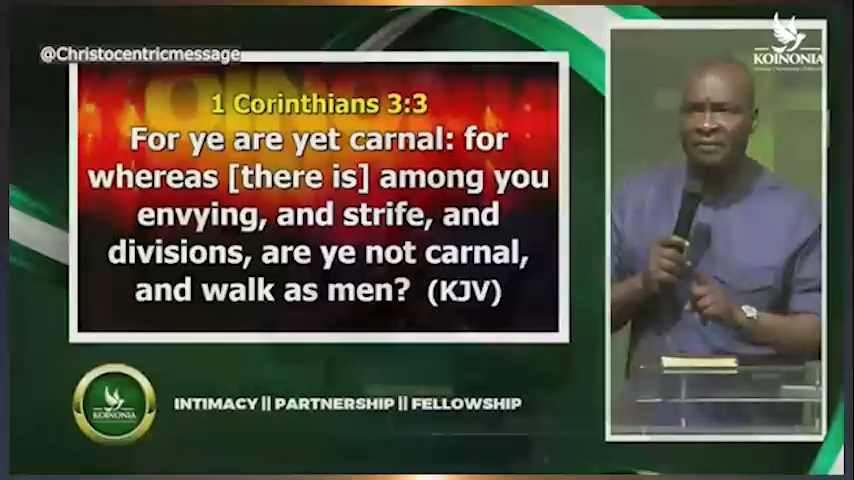 @Christocentricmessage
KOINONIA
1 Corinthians 3:3
For ye are yet carnal: for
whereas [there is] among you
envying, and strife, and
divisions, are ye not carnal,
and walk as men? (KJV)
KOINONIA
INTIMACY || PARTNERSHIP || FELLOWSHIP